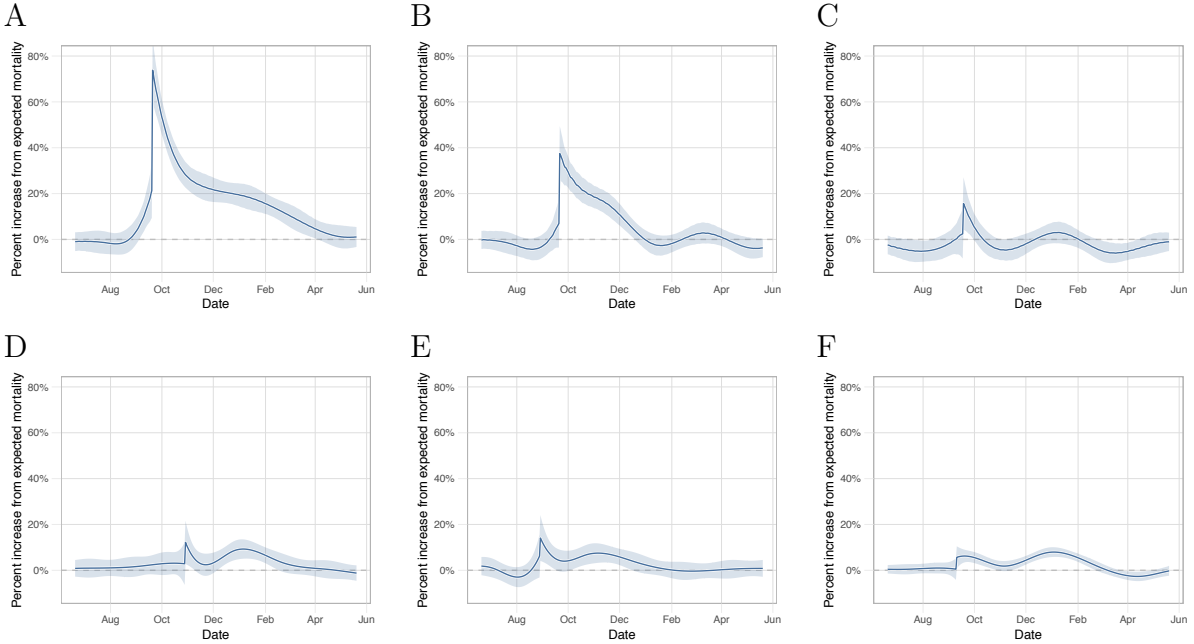 A
Percent increase from expected mortality
80%
60%
40%
20%
0%
Aug Oct Dec Feb Apr Jun
Date
B
Percent increase from expected mortality
80%
60%
40%
20%
0%
Aug Oct Dec Feb Apr Jun
Date
C
Percent increase from expected mortality
80%
60%
40%
20%
0%
Aug Oct Dec Feb Apr Jun
Date
D
Percent increase from expected mortality
80%
60%
40%
20%
0%
Aug Oct Dec Feb Apr Jun
Date
E
Percent increase from expected mortality
80%
60%
40%
20%
0%
Aug Oct Dec Feb Apr Jun
Date
F
Percent increase from expected mortality
80%
60%
40%
20%
0%
Aug Oct Dec Feb Apr Jun
Date